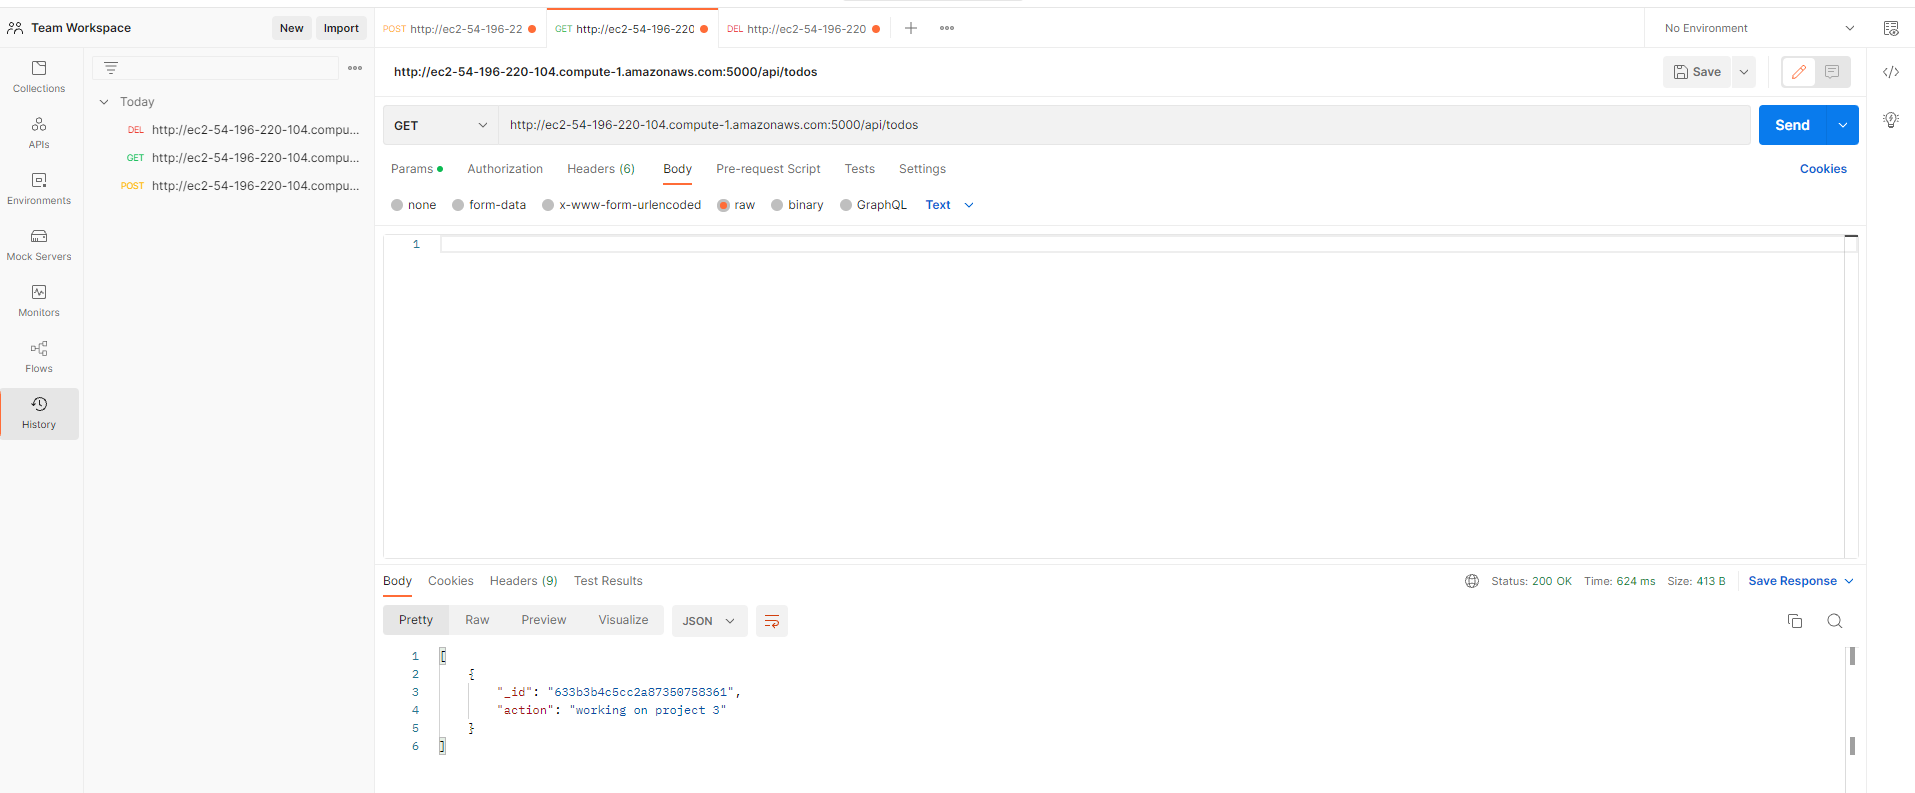 Team Workspace
New
Import
POST http://ec2-54-196-22
GET http://ec2-54-196-220
DEL http://ec2-54-196-220
No Environment
Collections
APIs
Environments
Mock Servers
Monitors
Flows
History
Today
DEL http://ec2-54-196-220-104.compu...
GET http://ec2-54-196-220-104.compu...
POST http://ec2-54-196-220-104.compu...
http://ec2-54-196-220-104.compute-1.amazonaws.com:5000/api/todos
Save
GET
http://ec2-54-196-220-104.compute-1.amazonaws.com:5000/api/todos
Send
Params
Authorization
Headers (6)
Body
Pre-request Script
Tests
Settings
Cookies
none
form-data
x-www-form-urlencoded
raw
binary
GraphQL
Text
1
Body
Cookies
Headers (9)
Test Results
Status: 200 OK
Time: 624 ms
Size: 413 B
Save Response
Pretty
Raw
Preview
Visualize
JSON
1 [
2 {
3 "_id": "633b3b4c5cc2a87350758361",
4 "action": "working on project 3"
5 }
6 ]